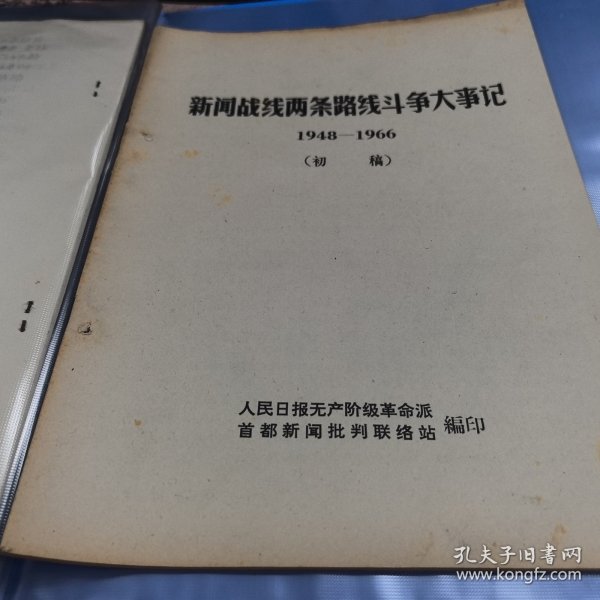 新闻战线两条路线斗争大事记
1948—1966
（初 稿）
人民日报无产阶级革命派
首都新闻批判联络站 编印
孔夫子旧书网
www.kongfz.com